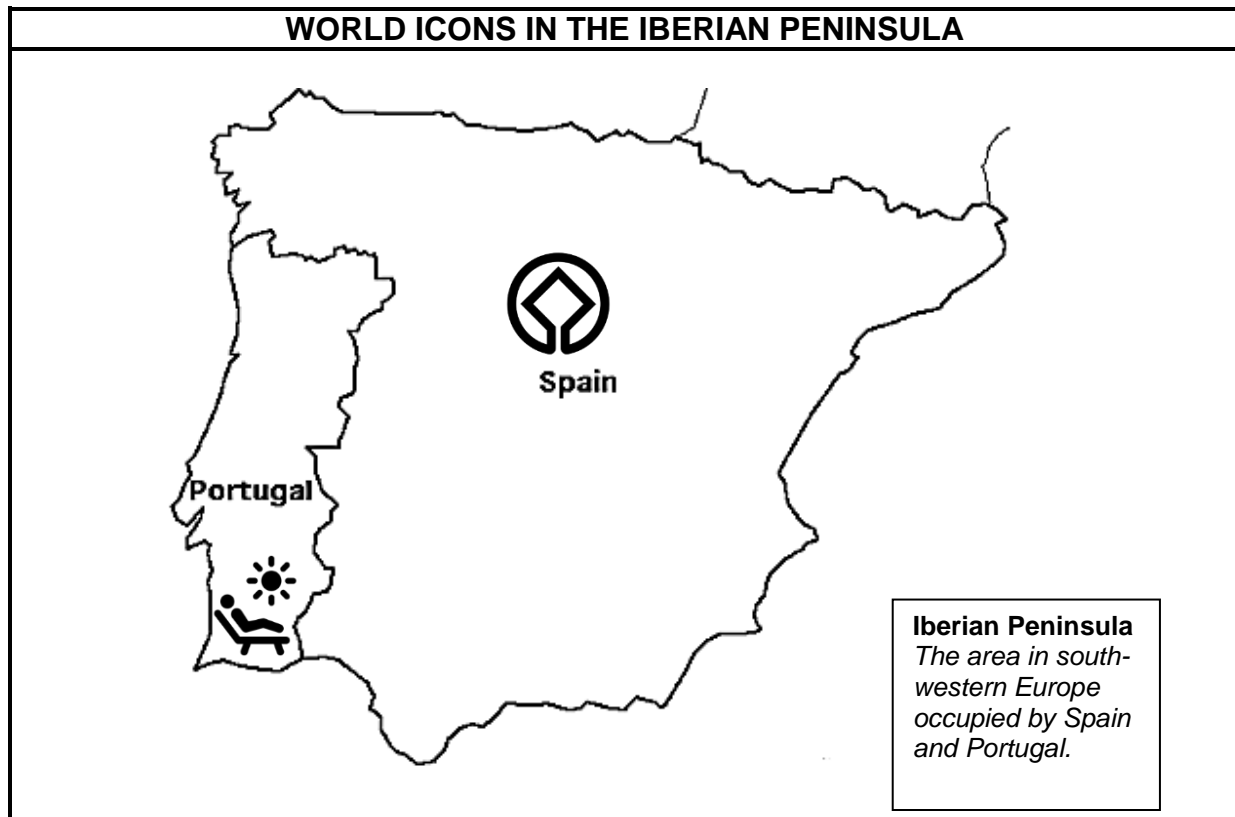 WORLD ICONS IN THE IBERIAN PENINSULA
Spain
Portugal
Iberian Peninsula
The area in south-
western Europe
occupied by Spain
and Portugal.